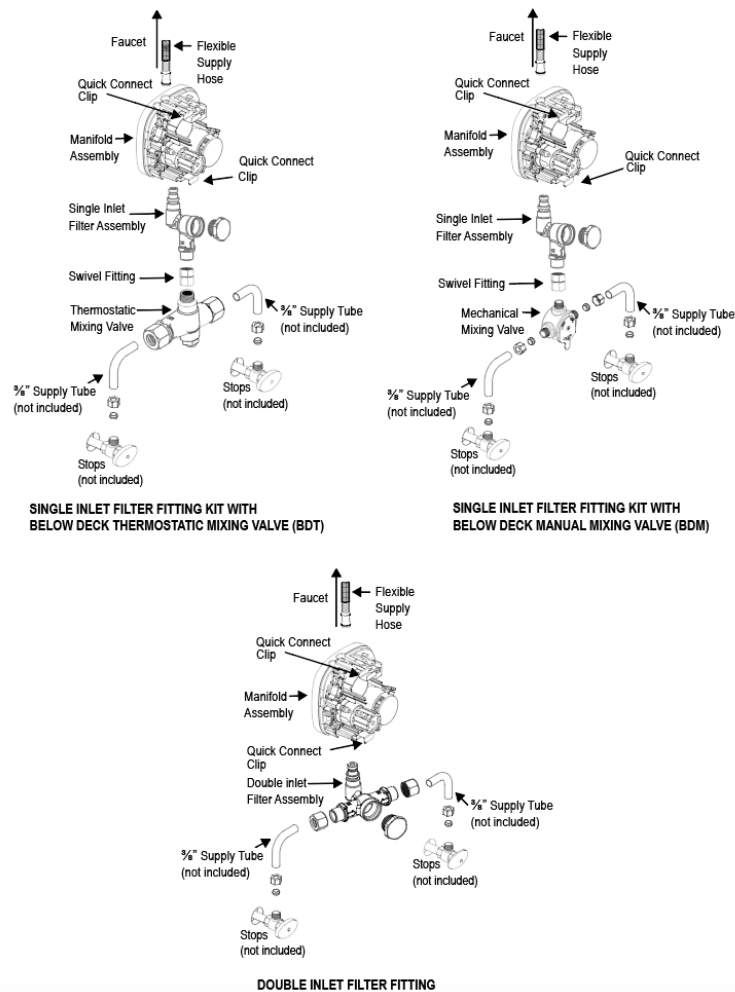 Faucet
Flexible
Supply
Hose
Quick Connect
Clip
Manifold
Assembly
Quick Connect
Clip
Single Inlet
Filter Assembly
Swivel Fitting
Thermostatic
Mixing Valve
⅜" Supply Tube
(not included)
Stops
(not included)
⅜" Supply Tube
(not included)
Stops
(not included)
SINGLE INLET FILTER FITTING KIT WITH
BELOW DECK THERMOSTATIC MIXING VALVE (BDT)
Faucet
Flexible
Supply
Hose
Quick Connect
Clip
Manifold
Assembly
Quick Connect
Clip
Single Inlet
Filter Assembly
Swivel Fitting
Mechanical
Mixing Valve
⅜" Supply Tube
(not included)
Stops
(not included)
⅜" Supply Tube
(not included)
Stops
(not included)
SINGLE INLET FILTER FITTING KIT WITH
BELOW DECK MANUAL MIXING VALVE (BDM)
Faucet
Flexible
Supply
Hose
Quick Connect
Clip
Manifold
Assembly
Quick Connect
Clip
Double inlet
Filter Assembly
⅜" Supply Tube
(not included)
Stops
(not included)
⅜" Supply Tube
(not included)
Stops
(not included)
DOUBLE INLET FILTER FITTING